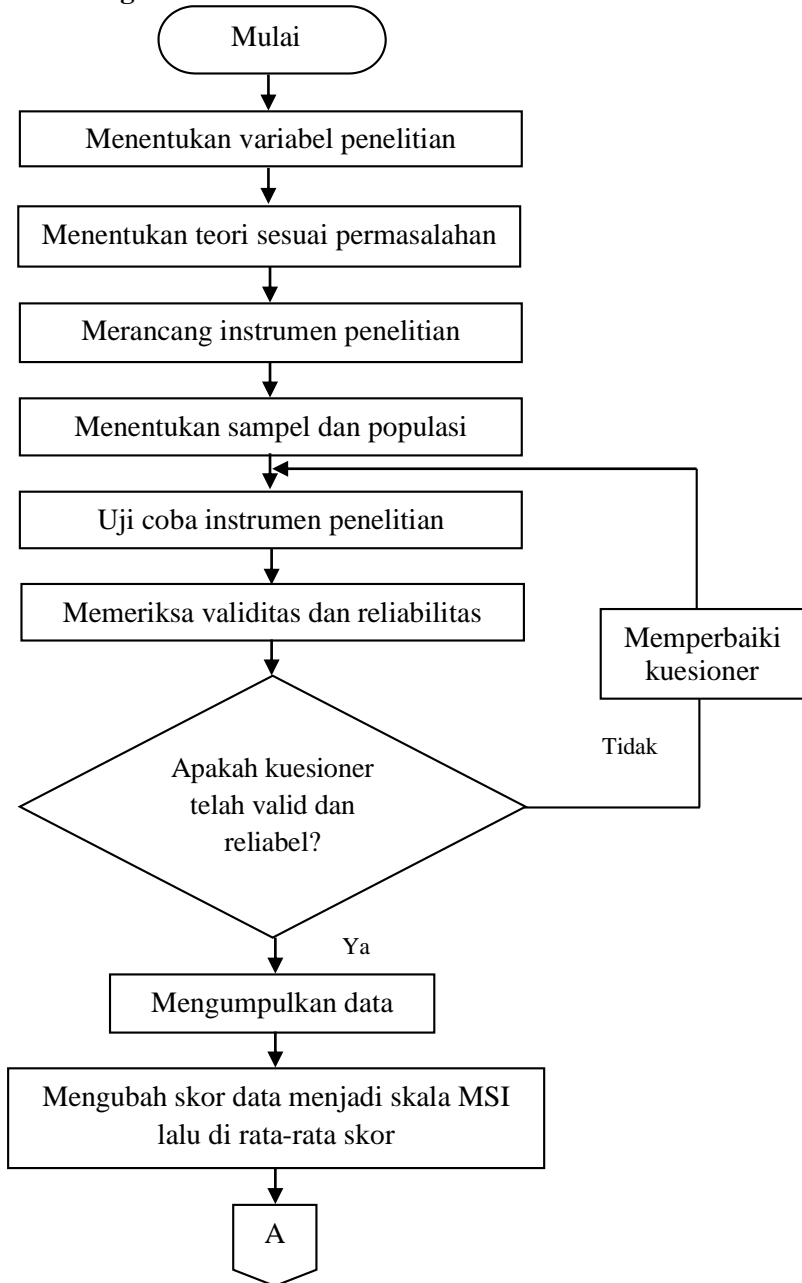 Mulai
Menentukan variabel penelitian
Menentukan teori sesuai permasalahan
Merancang instrumen penelitian
Menentukan sampel dan populasi
Uji coba instrumen penelitian
Memeriksa validitas dan reliabilitas
Memperbaiki
kuesioner
Tidak
Apakah kuesioner
telah valid dan
reliabel?
Ya
Mengumpulkan data
Mengubah skor data menjadi skala MSI
lalu di rata-rata skor
A